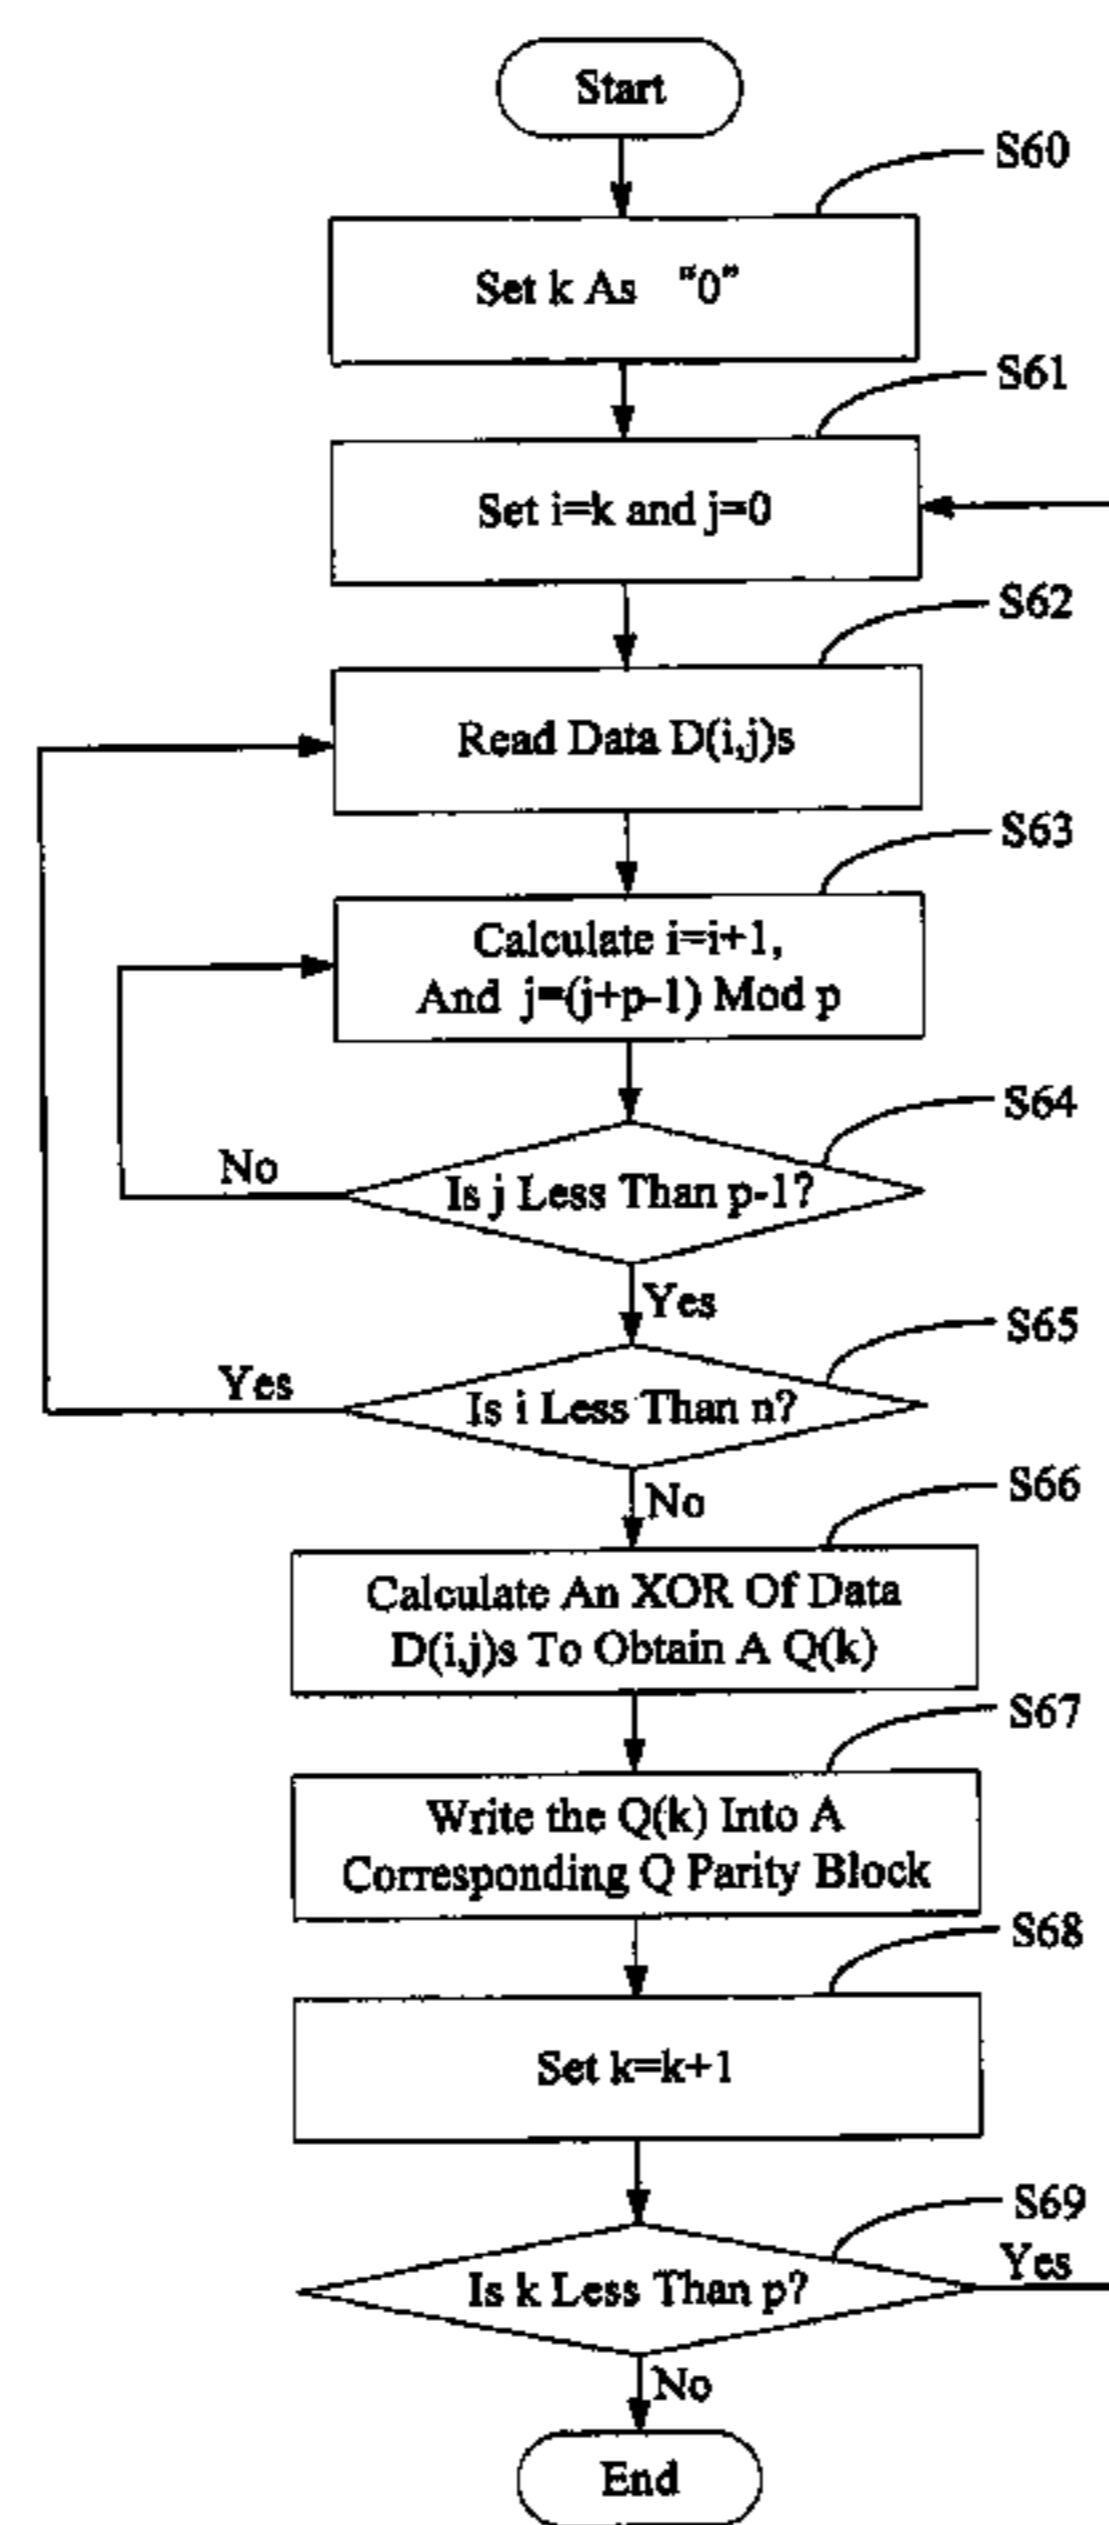 Start
S60
Set k As "0"
S61
Set i=k and j=0
S62
Read Data D(i,j)s
S63
Calculate i=i+1,
And j=(j+p-1) Mod p
S64
No
Is j Less Than p-1?
Yes
S65
Yes
Is i Less Than n?
No
S66
Calculate An XOR Of Data
D(i,j)s To Obtain A Q(k)
S67
Write the Q(k) Into A
Corresponding Q Parity Block
S68
Set k=k+1
S69
Yes
Is k Less Than p?
No
End